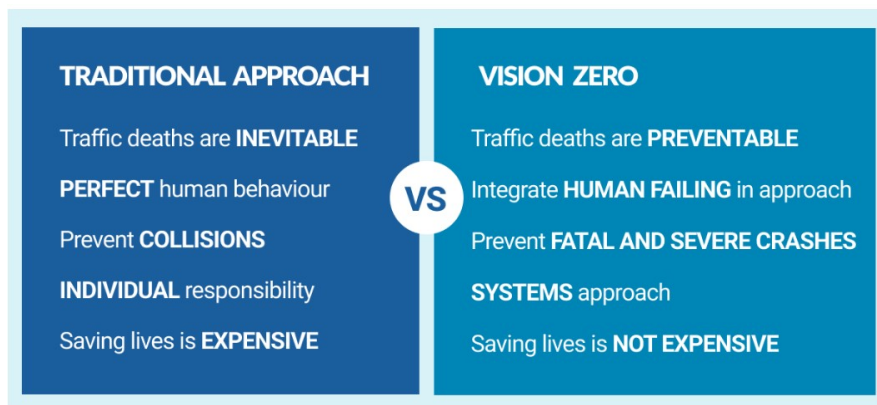 TRADITIONAL APPROACH
Traffic deaths are INEVITABLE
PERFECT human behaviour
Prevent COLLISIONS
INDIVIDUAL responsibility
Saving lives is EXPENSIVE
VS
VISION ZERO
Traffic deaths are PREVENTABLE
Integrate HUMAN FAILING in approach
Prevent FATAL AND SEVERE CRASHES
SYSTEMS approach
Saving lives is NOT EXPENSIVE